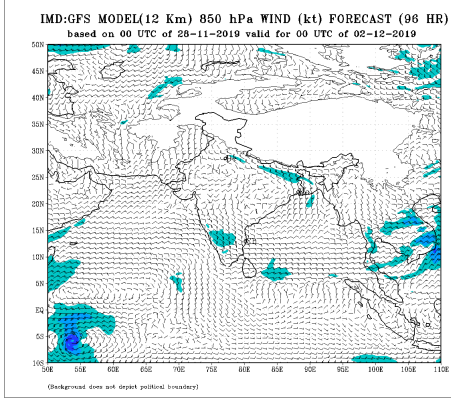 IMD:GFS MODEL(12 Km) 850 hPa WIND (kt) FORECAST (96 HR)
based on 00 UTC of 28-11-2019 valid for 00 UTC of 02-12-2019
50N
45N
40N
35N
30N
25N
20N
15N
10N
5N
EQ
5S
10S
50E 55E 60E 65E 70E 75E 80E 85E 90E 95E 100E 105E 110E
(Background does not depict political boundary)